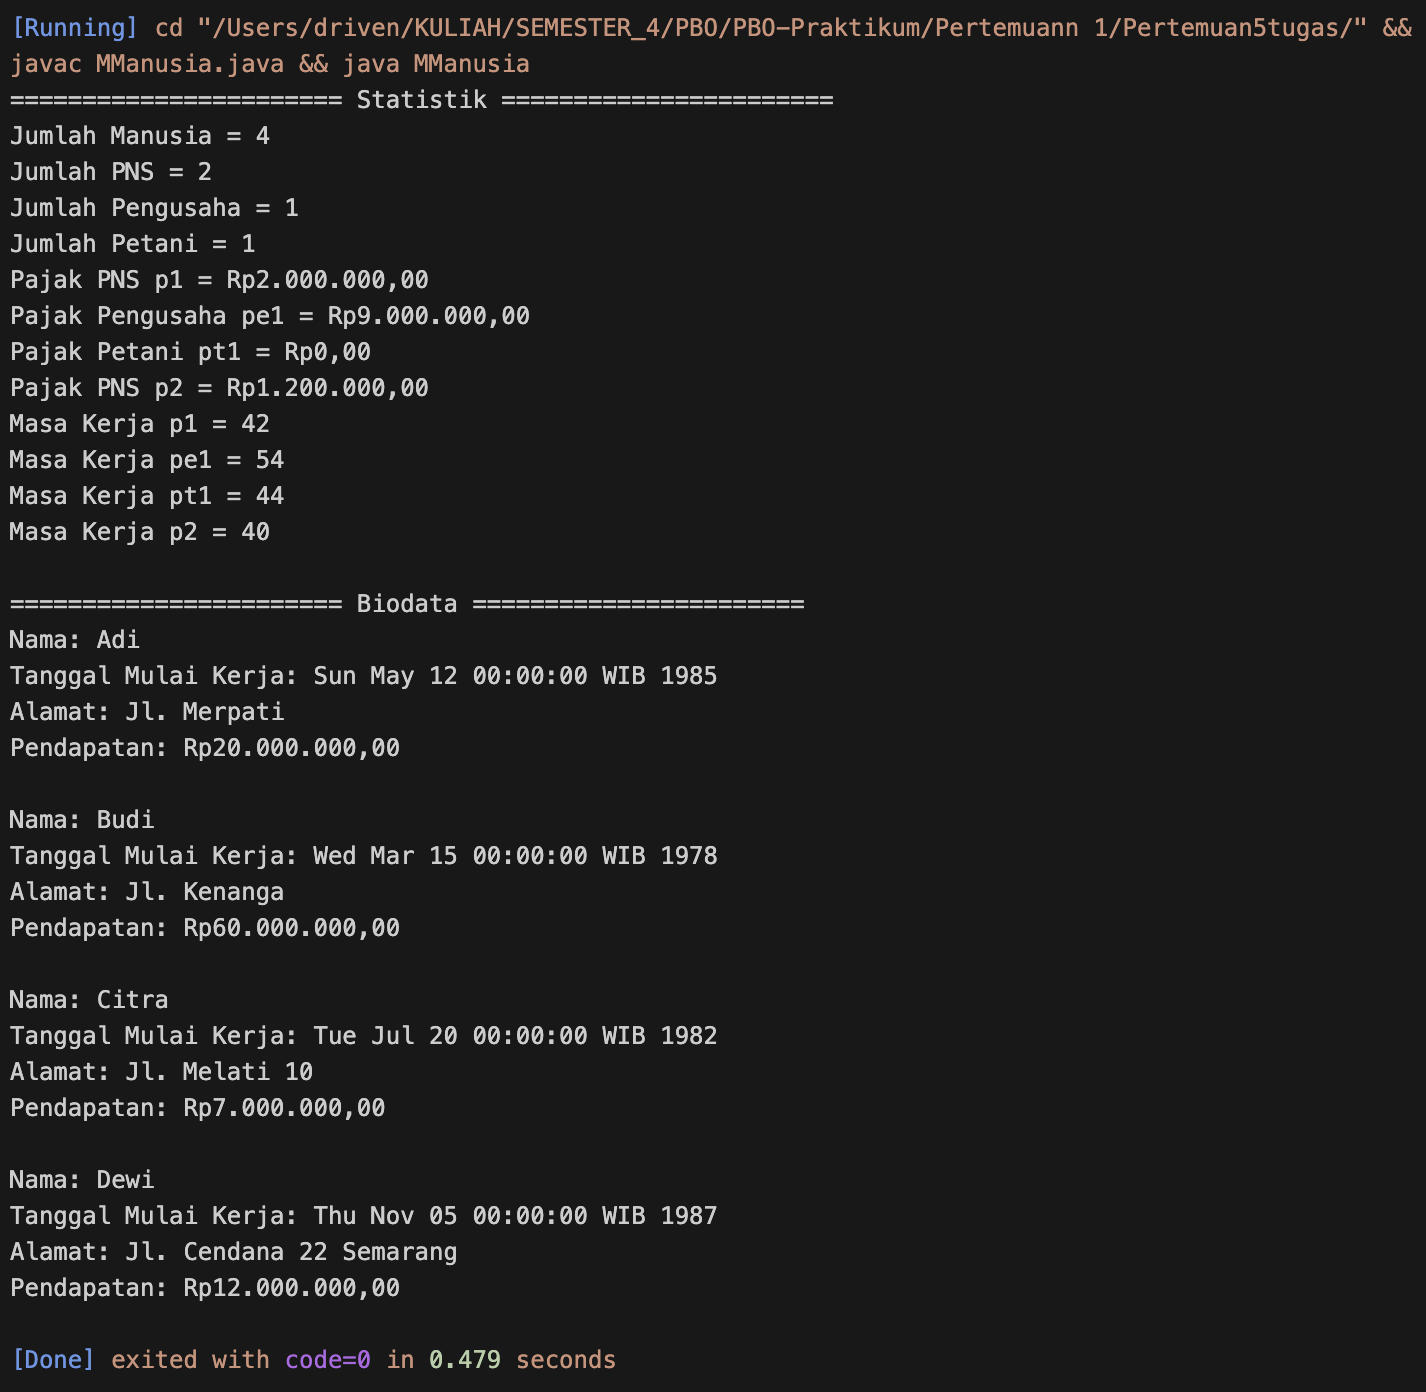 [Running] cd "/Users/driven/KULIAH/SEMESTER_4/PBO/PBO-Praktikum/Pertemuann 1/Pertemuan5tugas/" &&
javac MManusia.java && java MManusia
======================= Statistik =======================
Jumlah Manusia = 4
Jumlah PNS = 2
Jumlah Pengusaha = 1
Jumlah Petani = 1
Pajak PNS p1 = Rp2.000.000,00
Pajak Pengusaha pe1 = Rp9.000.000,00
Pajak Petani pt1 = Rp0,00
Pajak PNS p2 = Rp1.200.000,00
Masa Kerja p1 = 42
Masa Kerja pe1 = 54
Masa Kerja pt1 = 44
Masa Kerja p2 = 40
======================= Biodata =======================
Nama: Adi
Tanggal Mulai Kerja: Sun May 12 00:00:00 WIB 1985
Alamat: Jl. Merpati
Pendapatan: Rp20.000.000,00
Nama: Budi
Tanggal Mulai Kerja: Wed Mar 15 00:00:00 WIB 1978
Alamat: Jl. Kenanga
Pendapatan: Rp60.000.000,00
Nama: Citra
Tanggal Mulai Kerja: Tue Jul 20 00:00:00 WIB 1982
Alamat: Jl. Melati 10
Pendapatan: Rp7.000.000,00
Nama: Dewi
Tanggal Mulai Kerja: Thu Nov 05 00:00:00 WIB 1987
Alamat: Jl. Cendana 22 Semarang
Pendapatan: Rp12.000.000,00
[Done] exited with code=0 in 0.479 seconds